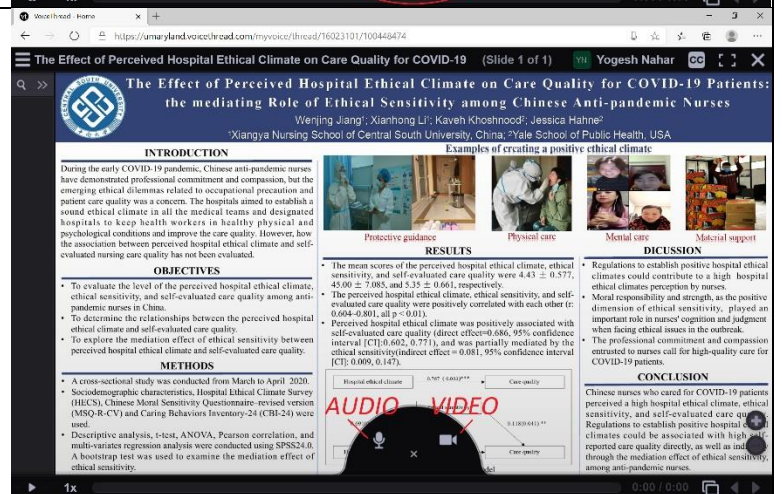 VoiceThread - Home
https://umaryland.voicethread.com/myvoice/thread/16023101/100448474
The Effect of Perceived Hospital Ethical Climate on Care Quality for COVID-19 (Slide 1 of 1)
YN Yogesh Nahar
CC
The Effect of Perceived Hospital Ethical Climate on Care Quality for COVID-19 Patients:
the mediating Role of Ethical Sensitivity among Chinese Anti-pandemic Nurses
Wenjing Jiang¹; Xianhong Li¹; Kaveh Khoshnood²; Jessica Hahne²
¹Xiangya Nursing School of Central South University, China; ²Yale School of Public Health, USA
INTRODUCTION
During the early COVID-19 pandemic, Chinese anti-pandemic nurses
have demonstrated professional commitment and compassion, but the
emerging ethical dilemmas related to occupational precaution and
patient care quality was a concern. The hospitals aimed to establish a
sound ethical climate in all the medical teams and designated
hospitals to keep health workers in healthy physical and
psychological conditions and improve the care quality. However, how
the association between perceived hospital ethical climate and self-
evaluated nursing care quality has not been evaluated.
OBJECTIVES
• To evaluate the level of the perceived hospital ethical climate,
ethical sensitivity, and self-evaluated care quality among anti-
pandemic nurses in China.
• To determine the relationships between the perceived hospital
ethical climate and self-evaluated care quality.
• To explore the mediation effect of ethical sensitivity between
perceived hospital ethical climate and self-evaluated care quality.
METHODS
• A cross-sectional study was conducted from March to April 2020.
• Sociodemographic characteristics, Hospital Ethical Climate Survey
(HECS), Chinese Moral Sensitivity Questionnaire-revised version
(MSQ-R-CV) and Caring Behaviors Inventory-24 (CBI-24) were
used.
• Descriptive analysis, t-test, ANOVA, Pearson correlation, and
multi-variates regression analysis were conducted using SPSS24.0.
A bootstrap test was used to examine the mediation effect of
ethical sensitivity.
Examples of creating a positive ethical climate
Protective guidance
Physical care
Mental care
Material support
RESULTS
• The mean scores of the perceived hospital ethical climate, ethical
sensitivity, and self-evaluated care quality were 4.43 ± 0.577,
45.00 ± 7.085, and 5.35 ± 0.661, respectively.
• The perceived hospital ethical climate, ethical sensitivity, and self-
evaluated care quality were positively correlated with each other (r:
0.604-0.801, all p < 0.01).
• Perceived hospital ethical climate was positively associated with
self-evaluated care quality (direct effect=0.686, 95% confidence
interval [CI]:0.602, 0.771), and was partially mediated by the
ethical sensitivity(indirect effect = 0.081, 95% confidence interval
[CI]: 0.009, 0.147).
Hospital ethical climate
Care quality
AUDIO
VIDEO
Care quality
DICUSSION
• Regulations to establish positive hospital ethical
climates could contribute to a high hospital
ethical climates perception by nurses.
• Moral responsibility and strength, as the positive
dimension of ethical sensitivity, played an
important role in nurses' cognition and judgment
when facing ethical issues in the outbreak.
• The professional commitment and compassion
entrusted to nurses call for high-quality care for
COVID-19 patients.
CONCLUSION
Chinese nurses who cared for COVID-19 patients
perceived a high hospital ethical climate, ethical
sensitivity, and self-evaluated care
Regulations to establish positive hospital
climates could be associated with high
reported care quality directly, as well as
through the mediation effect of ethical sensitivity,
among anti-pandemic nurses.
1x
0:00 / 0:00